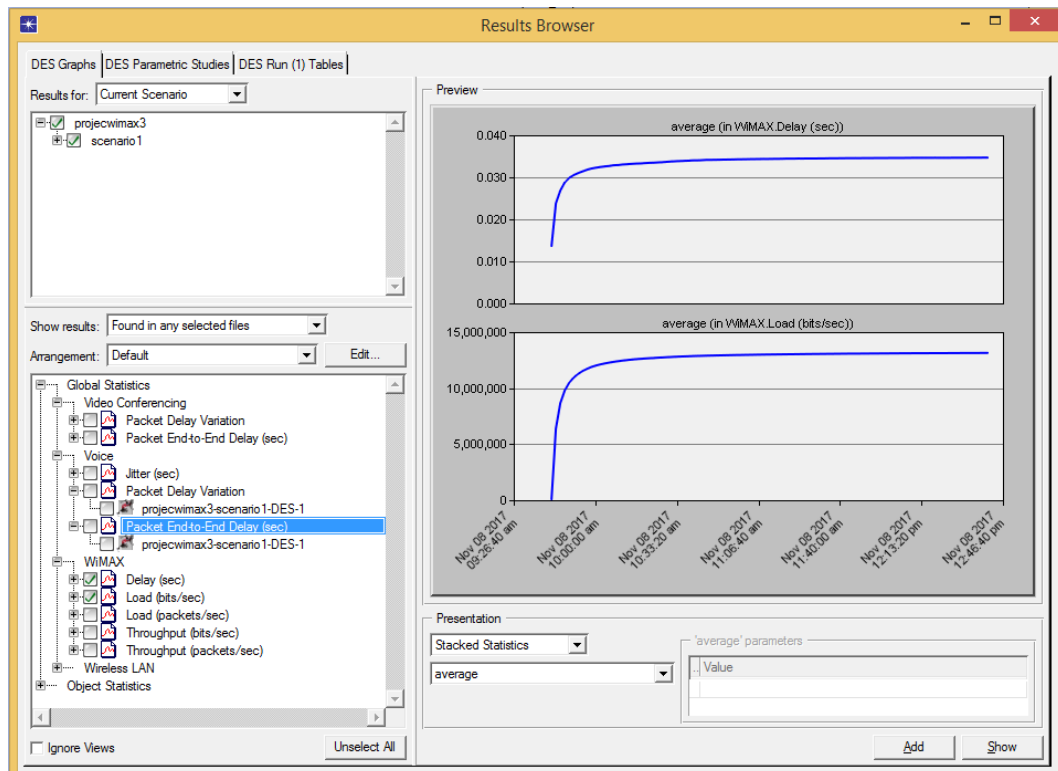 Results Browser
DES Graphs DES Parametric Studies DES Run (1) Tables
Results for: Current Scenario
projecwimax3
scenario1
Show results: Found in any selected files
Arrangement: Default Edit...
Global Statistics
Video Conferencing
Packet Delay Variation
Packet End-to-End Delay (sec)
Voice
Jitter (sec)
Packet Delay Variation
projecwimax3-scenario1-DES-1
Packet End-to-End Delay (sec)
projecwimax3-scenario1-DES-1
WiMAX
Delay (sec)
Load (bits/sec)
Load (packets/sec)
Throughput (bits/sec)
Throughput (packets/sec)
Wireless LAN
Object Statistics
Ignore Views Unselect All
Preview
average (in WiMAX.Delay (sec))
0.040
0.030
0.020
0.010
0.000
average (in WiMAX.Load (bits/sec))
15,000,000
10,000,000
5,000,000
0
Nov 08 2017
09:26:40 am
Nov 08 2017
10:00:00 am
Nov 08 2017
10:33:20 am
Nov 08 2017
11:06:40 am
Nov 08 2017
11:40:00 am
Nov 08 2017
12:13:20 pm
Nov 08 2017
12:46:40 pm
Presentation
Stacked Statistics
average
'average' parameters
.. Value
Add Show